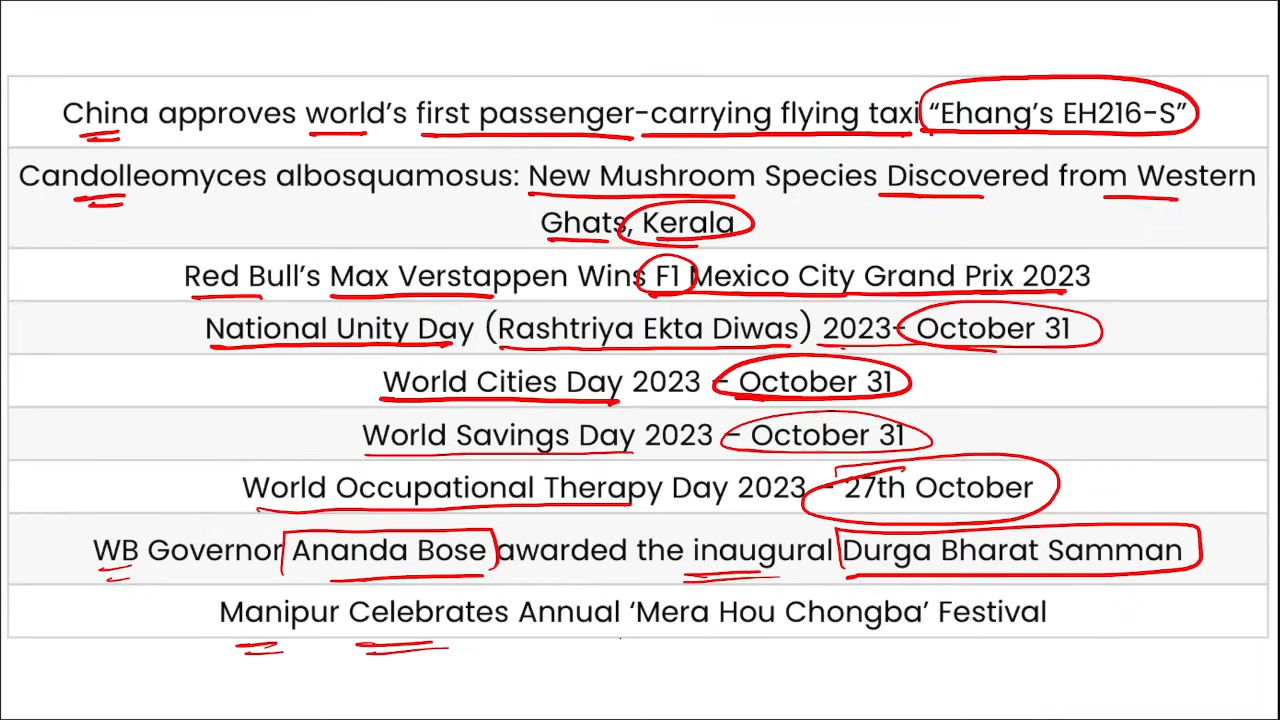 China approves world’s first passenger-carrying flying taxi “Ehang’s EH216-S”
Candolleomyces albosquamosus: New Mushroom Species Discovered from Western
Ghats, Kerala
Red Bull’s Max Verstappen Wins F1 Mexico City Grand Prix 2023
National Unity Day (Rashtriya Ekta Diwas) 2023- October 31
World Cities Day 2023 – October 31
World Savings Day 2023 – October 31
World Occupational Therapy Day 2023 – 27th October
WB Governor Ananda Bose awarded the inaugural Durga Bharat Samman
Manipur Celebrates Annual ‘Mera Hou Chongba’ Festival